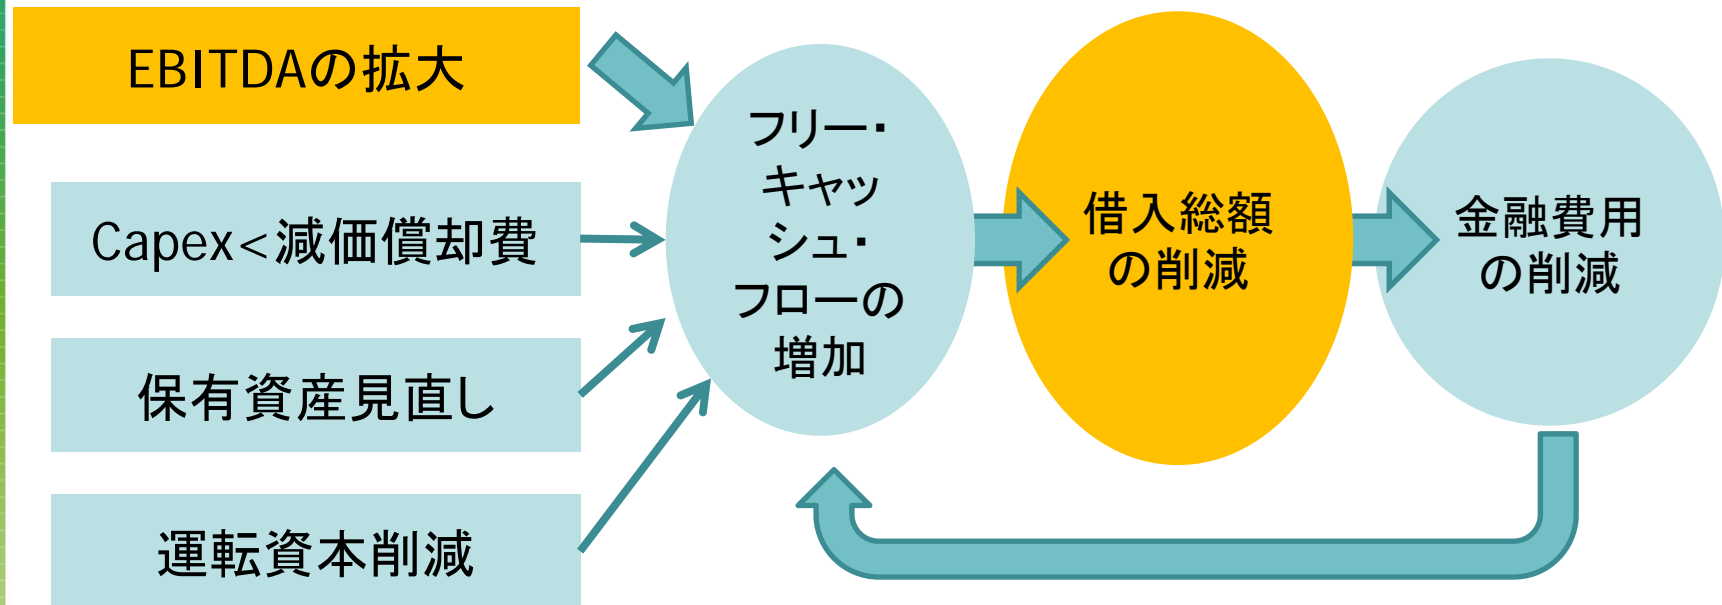 EBITDAの拡大
Capex<減価償却費
保有資産見直し
運転資本削減
フリー・
キャッ
シュ・
フローの
増加
借入総額
の削減
金融費用
の削減